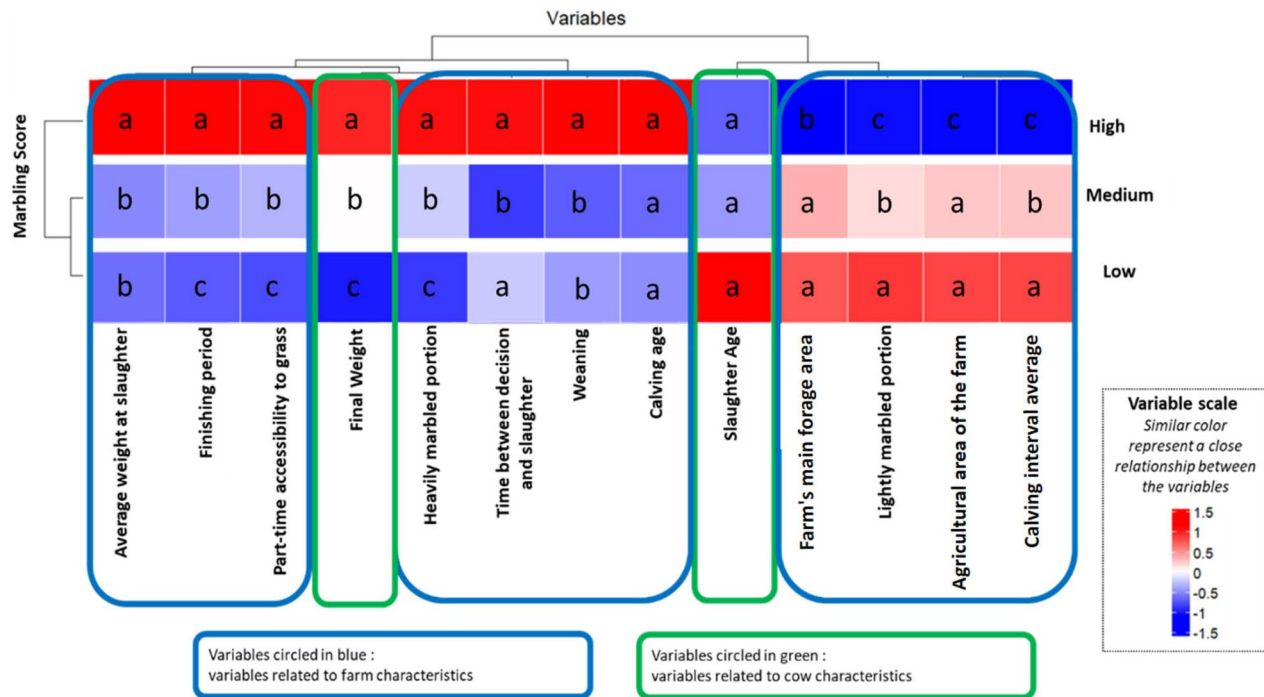 Variables
Marbling Score
a a a a a a a a a b c c c High
b b b b b b b a a a b a b Medium
b c c c c a b a a a a a a Low
Average weight at slaughter
Finishing period
Part-time accessibility to grass
Final Weight
Heavily marbled portion
Time between decision
and slaughter
Weaning
Calving age
Slaughter Age
Farm's main forage area
Lightly marbled portion
Agricultural area of the farm
Calving interval average
Variable scale
Similar color
represent a close
relationship between
the variables
1.5
1
0.5
0
-0.5
-1
-1.5
Variables circled in blue :
variables related to farm characteristics
Variables circled in green :
variables related to cow characteristics